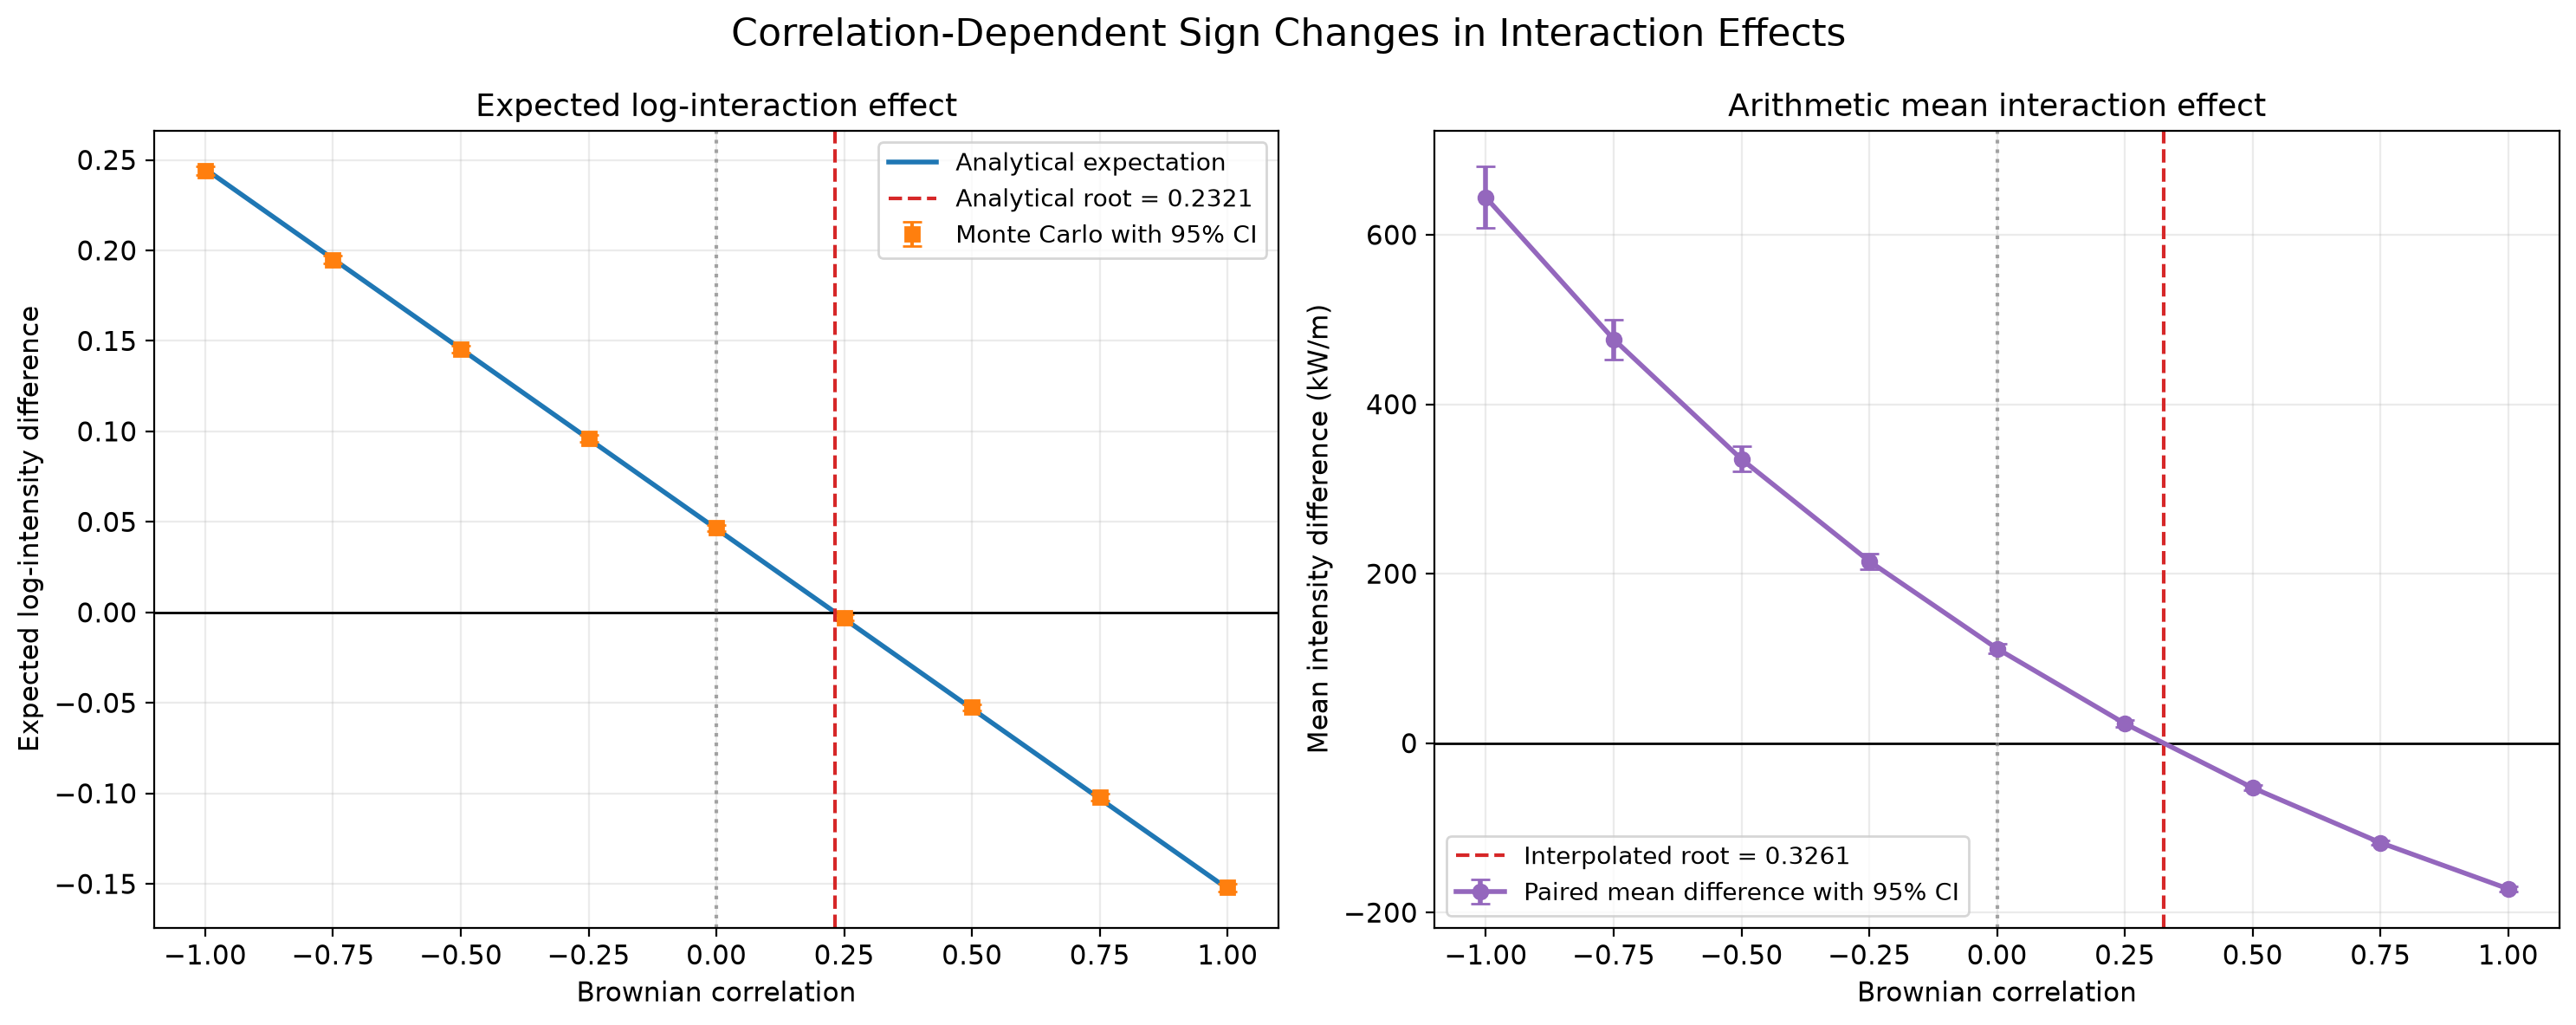 Correlation-Dependent Sign Changes in Interaction Effects
Expected log-interaction effect
Expected log-intensity difference
0.25
0.20
0.15
0.10
0.05
0.00
−0.05
−0.10
−0.15
Analytical expectation
Analytical root = 0.2321
Monte Carlo with 95% CI
−1.00 −0.75 −0.50 −0.25 0.00 0.25 0.50 0.75 1.00
Brownian correlation
Arithmetic mean interaction effect
Mean intensity difference (kW/m)
600
400
200
0
−200
Interpolated root = 0.3261
Paired mean difference with 95% CI
−1.00 −0.75 −0.50 −0.25 0.00 0.25 0.50 0.75 1.00
Brownian correlation